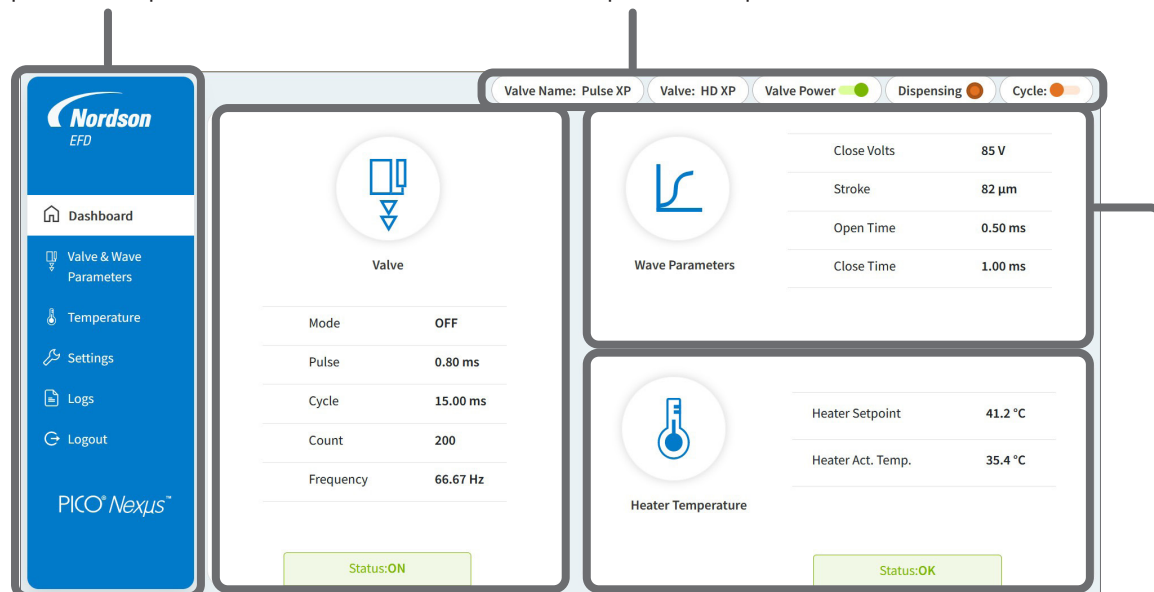 Nordson
EFD
Dashboard
Valve & Wave
Parameters
Temperature
Settings
Logs
Logout
PICO® Nexμs™
Valve Name: Pulse XP
Valve: HD XP
Valve Power
Dispensing
Cycle:
Valve
Mode OFF
Pulse 0.80 ms
Cycle 15.00 ms
Count 200
Frequency 66.67 Hz
Status:ON
Wave Parameters
Close Volts 85 V
Stroke 82 µm
Open Time 0.50 ms
Close Time 1.00 ms
Heater Temperature
Heater Setpoint 41.2 °C
Heater Act. Temp. 35.4 °C
Status:OK